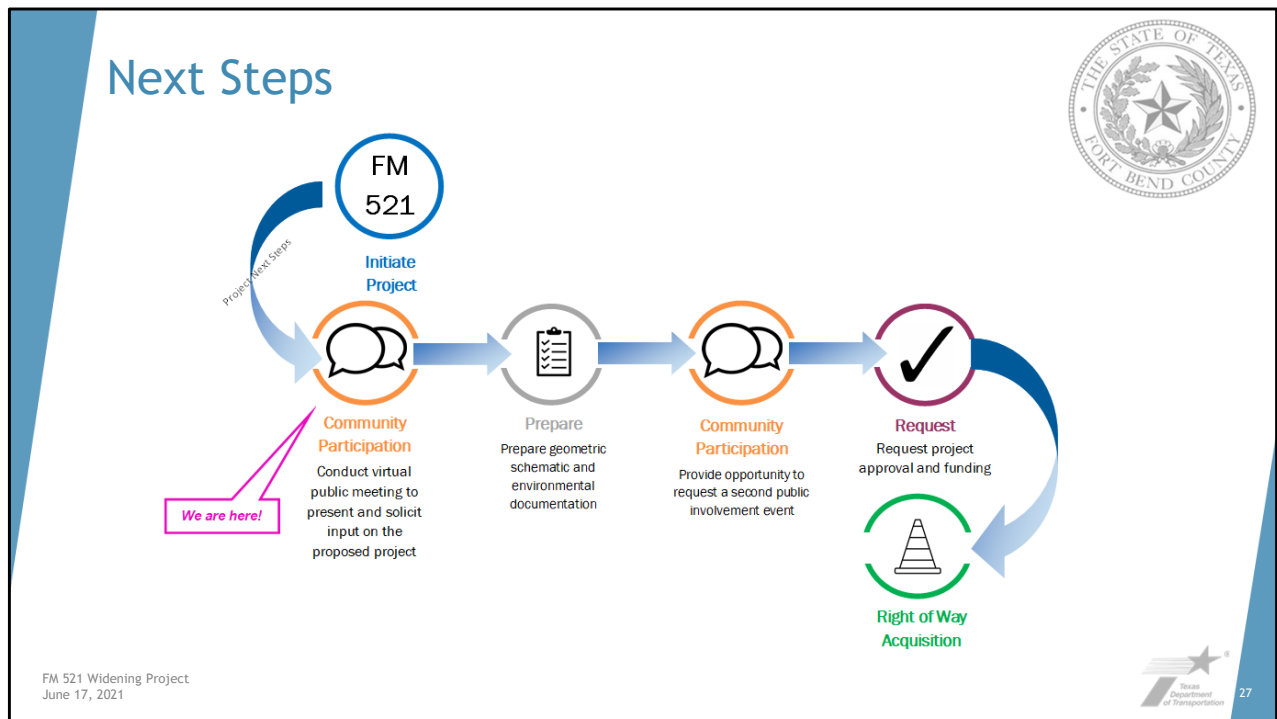 Next Steps
THE STATE OF TEXAS
FORT BEND COUNTY
FM
521
Initiate
Project
Project Next Steps
Community
Participation
Conduct virtual
public meeting to
present and solicit
input on the
proposed project
We are here!
Prepare
Prepare geometric
schematic and
environmental
documentation
Community
Participation
Provide opportunity to
request a second public
involvement event
Request
Request project
approval and funding
Right of Way
Acquisition
FM 521 Widening Project
June 17, 2021
®
Texas
Department
of Transportation
27